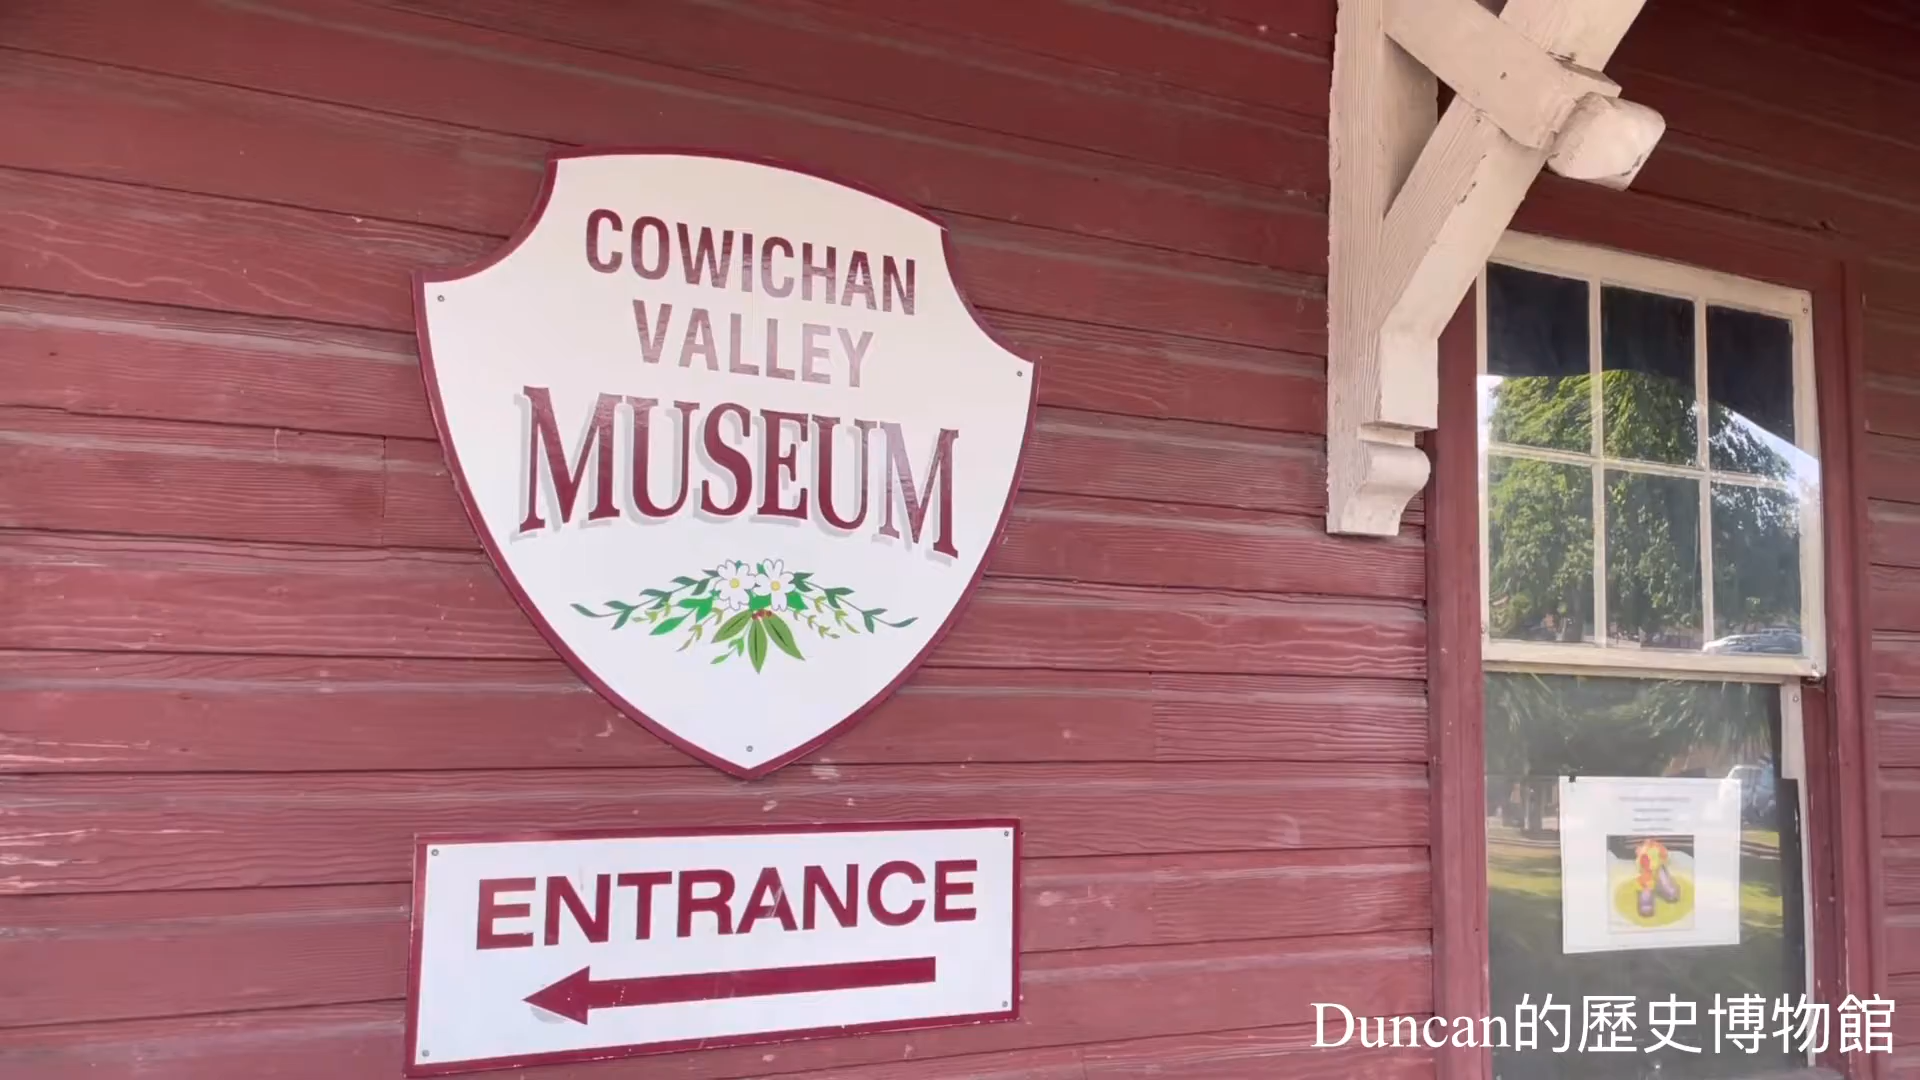 COWICHAN
VALLEY
MUSEUM
ENTRANCE
Duncan的歷史博物館